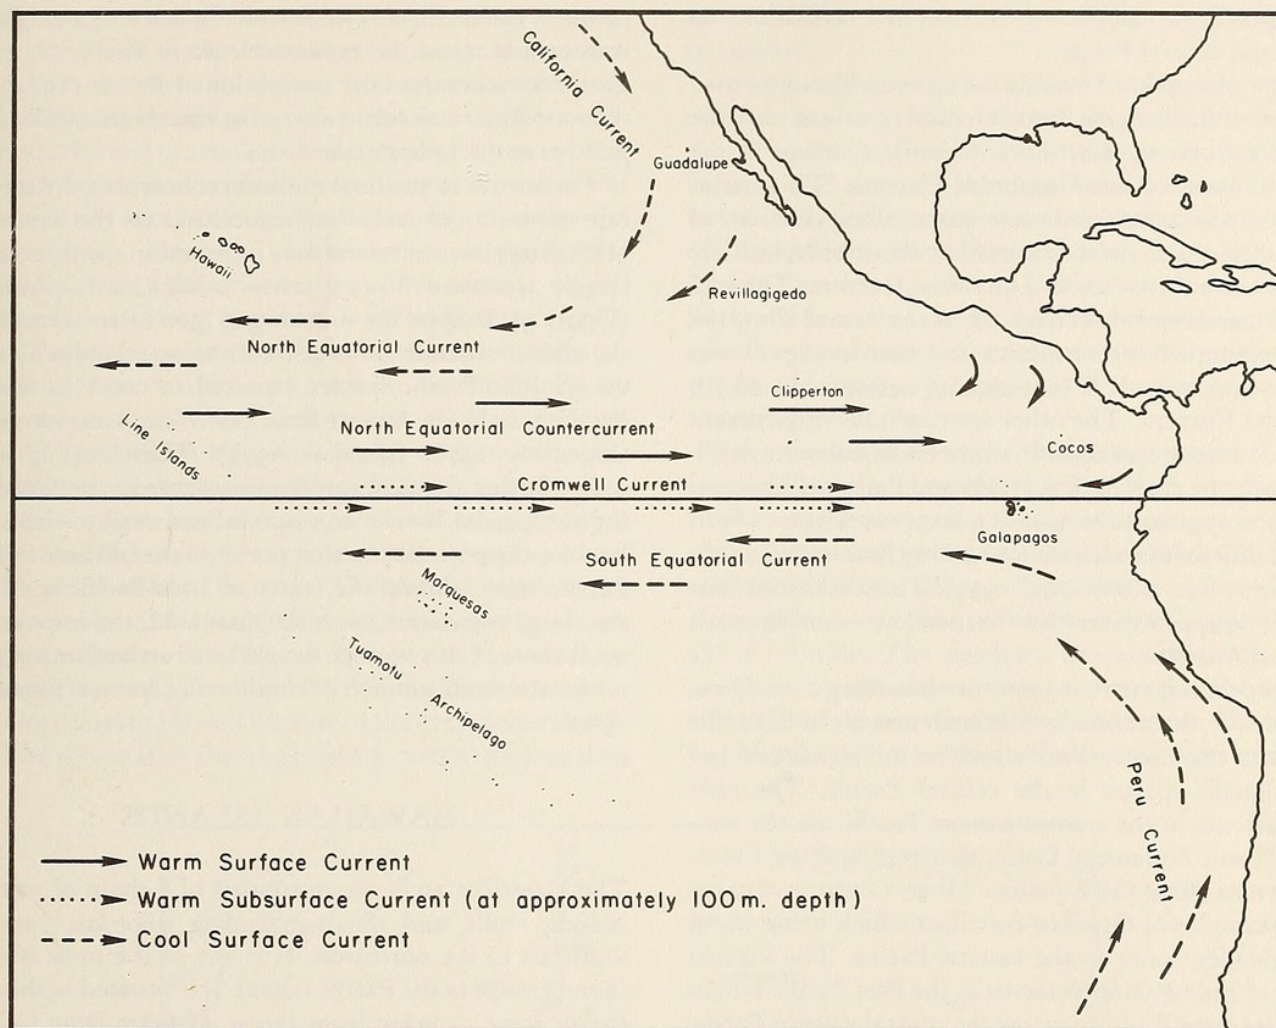 California Current
Guadalupe
Hawaii
Revillagigedo
North Equatorial Current
Clipperton
Line Islands
North Equatorial Countercurrent
Cocos
Cromwell Current
Galapagos
South Equatorial Current
Marquesas
Tuamotu Archipelago
Peru Current
Warm Surface Current
Warm Subsurface Current (at approximately 100 m. depth)
Cool Surface Current